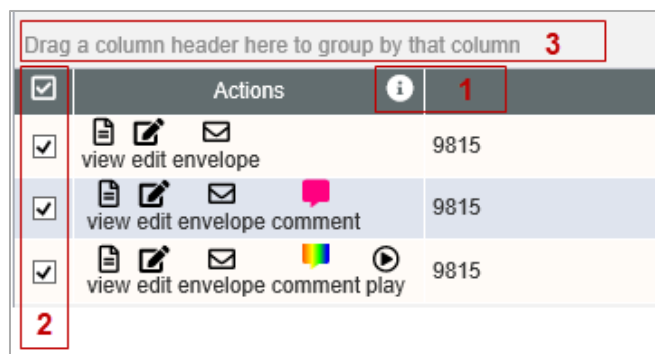 Drag a column header here to group by that column 3
Actions i 1
view edit envelope 9815
view edit envelope comment 9815
view edit envelope comment play 9815
2